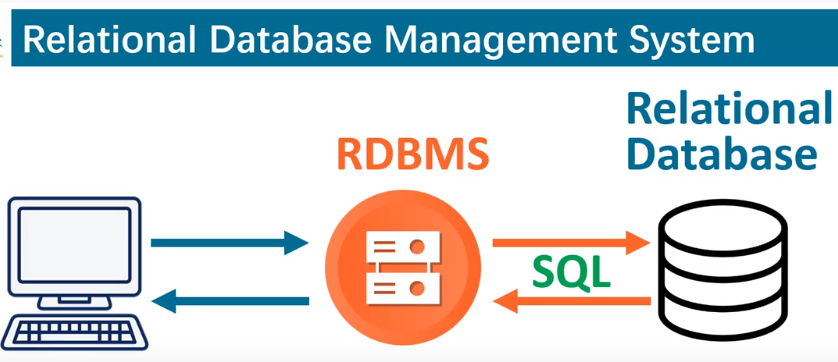 Relational Database Management System
Relational
Database
RDBMS
SQL